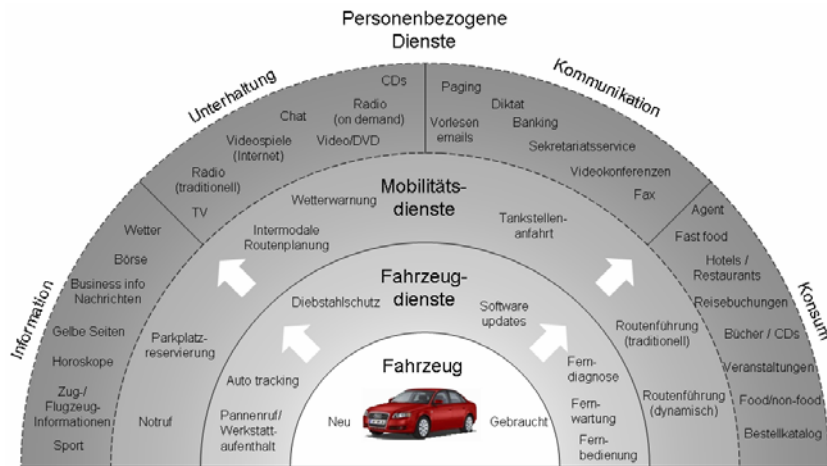 Personenbezogene
Dienste
Unterhaltung
Kommunikation
Information
Konsum
CDs
Radio
(on demand)
Chat
Video/DVD
Videospiele
(Internet)
Radio
(traditionell)
TV
Paging
Diktat
Vorlesen
emails
Banking
Sekretariatsservice
Videokonferenzen
Fax
Wetter
Börse
Business info
Nachrichten
Gelbe Seiten
Horoskope
Zug-/
Flugzeug-
Informationen
Sport
Agent
Fast food
Hotels /
Restaurants
Reisebuchungen
Bücher / CDs
Veranstaltungen
Food/non-food
Bestellkatalog
Mobilitäts-
dienste
Wetterwarnung
Intermodale
Routenplanung
Tankstellen-
anfahrt
Parkplatz-
reservierung
Notruf
Routenführung
(traditionell)
Routenführung
(dynamisch)
Fahrzeug-
dienste
Diebstahlschutz
Software
updates
Auto tracking
Pannenruf/
Werkstatt-
aufenthalt
Fern-
diagnose
Fern-
wartung
Fern-
bedienung
Fahrzeug
Neu
Gebraucht